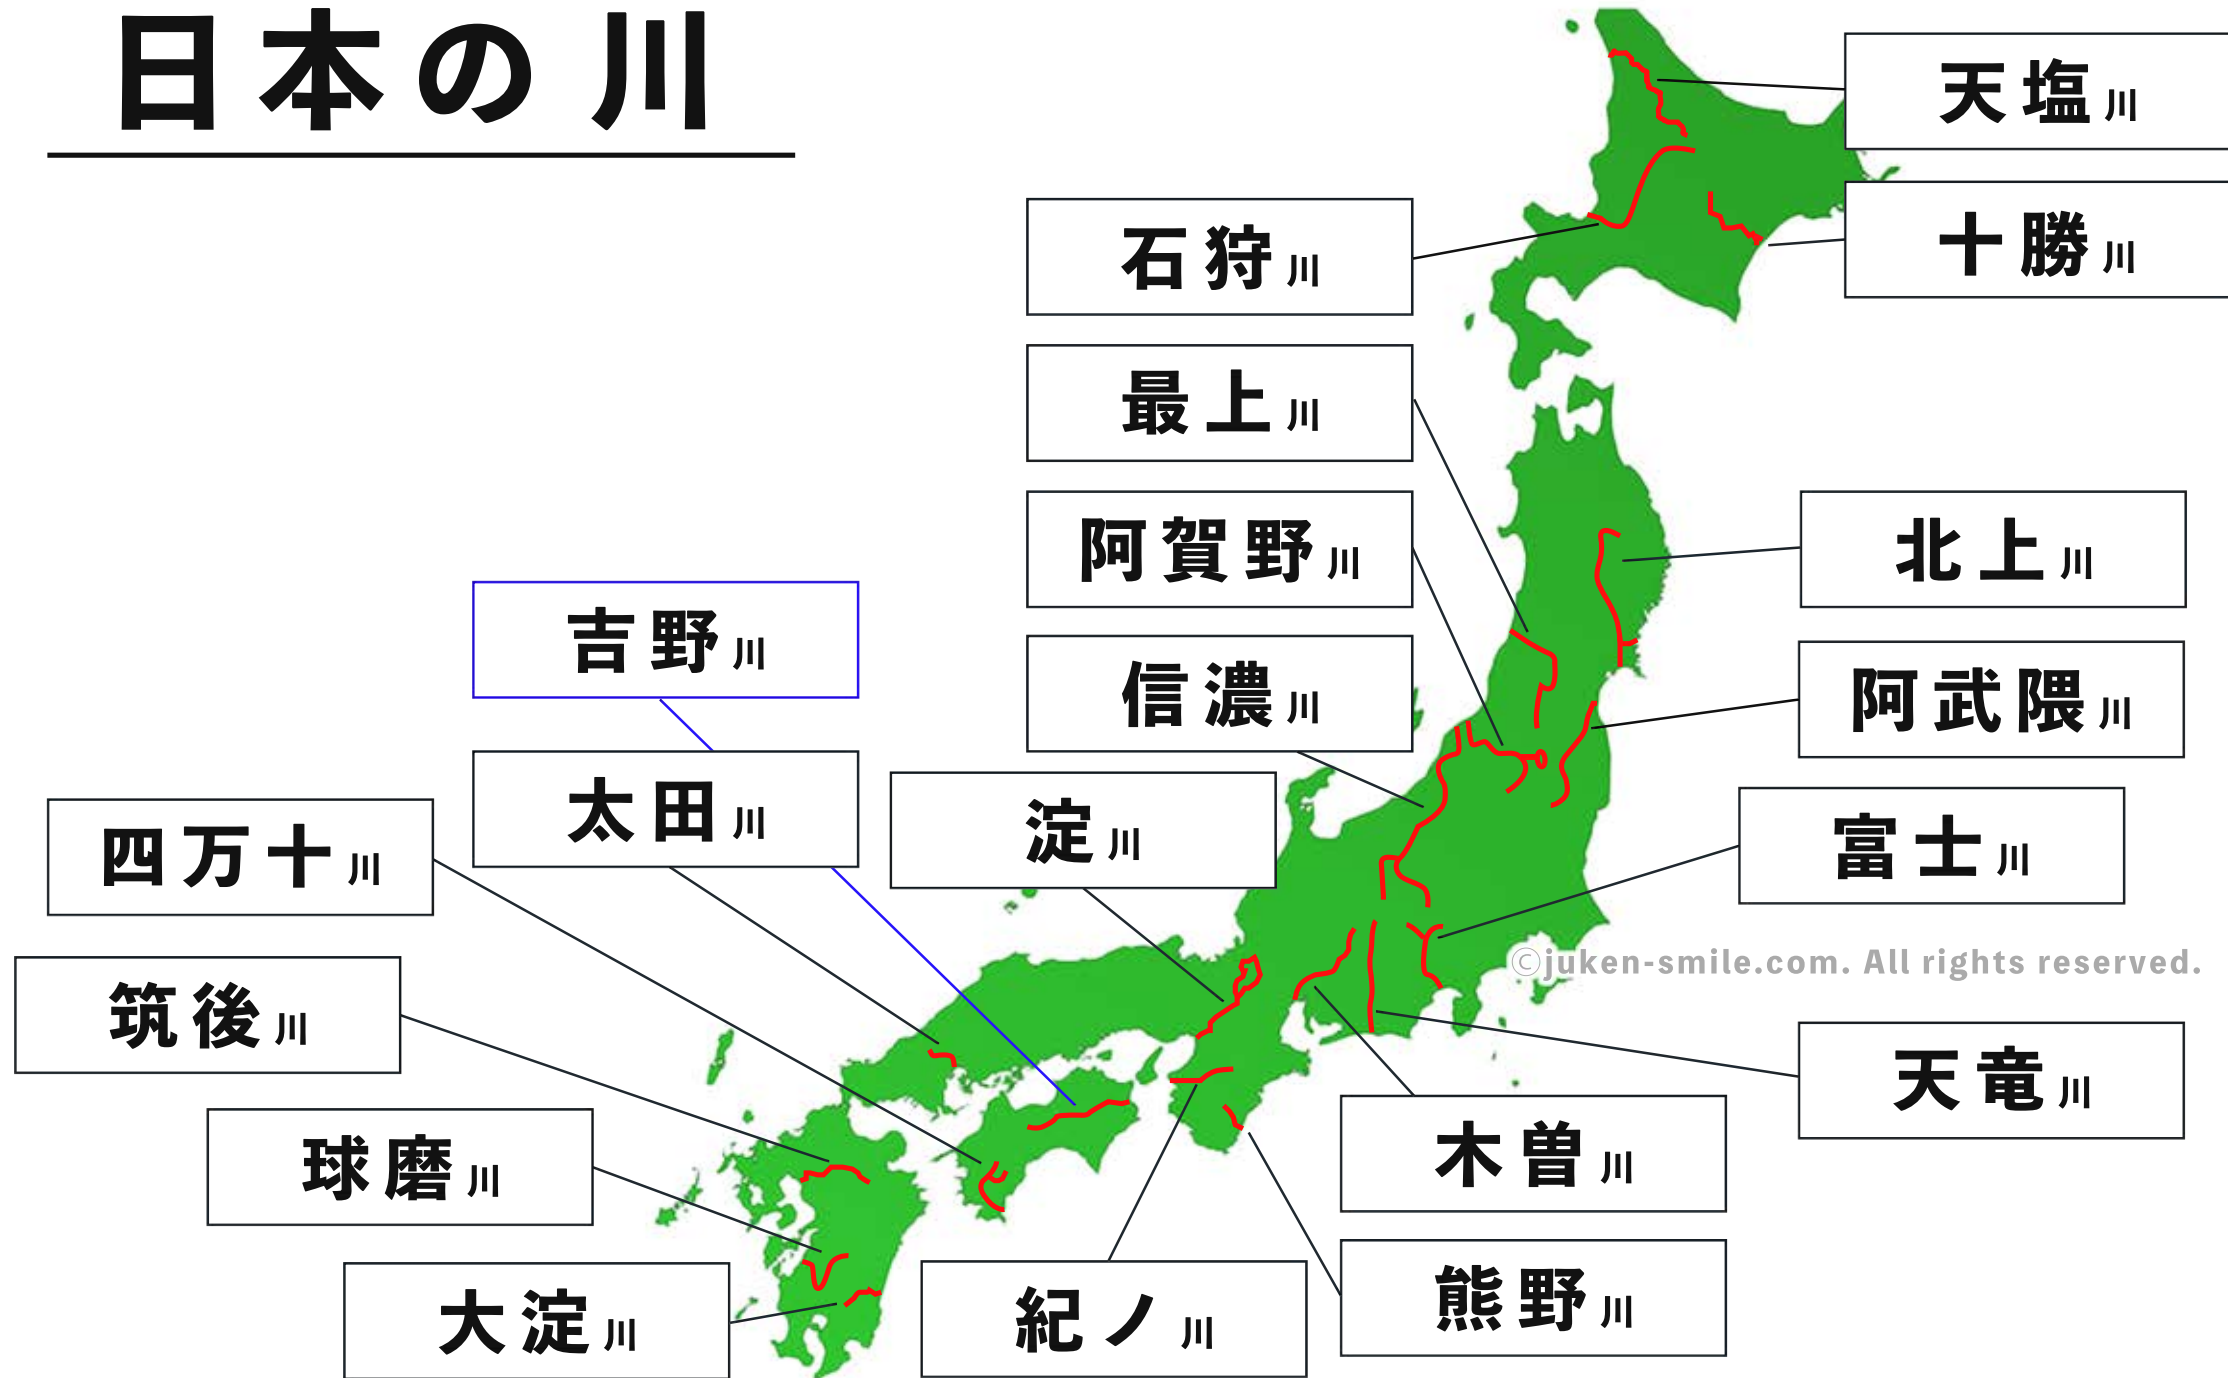 日本の川
天塩川
十勝川
石狩川
最上川
阿賀野川
北上川
吉野川
信濃川
阿武隈川
太田川
淀川
四万十川
富士川
©juken-smile.com. All rights reserved.
筑後川
天竜川
球磨川
木曽川
大淀川
紀ノ川
熊野川